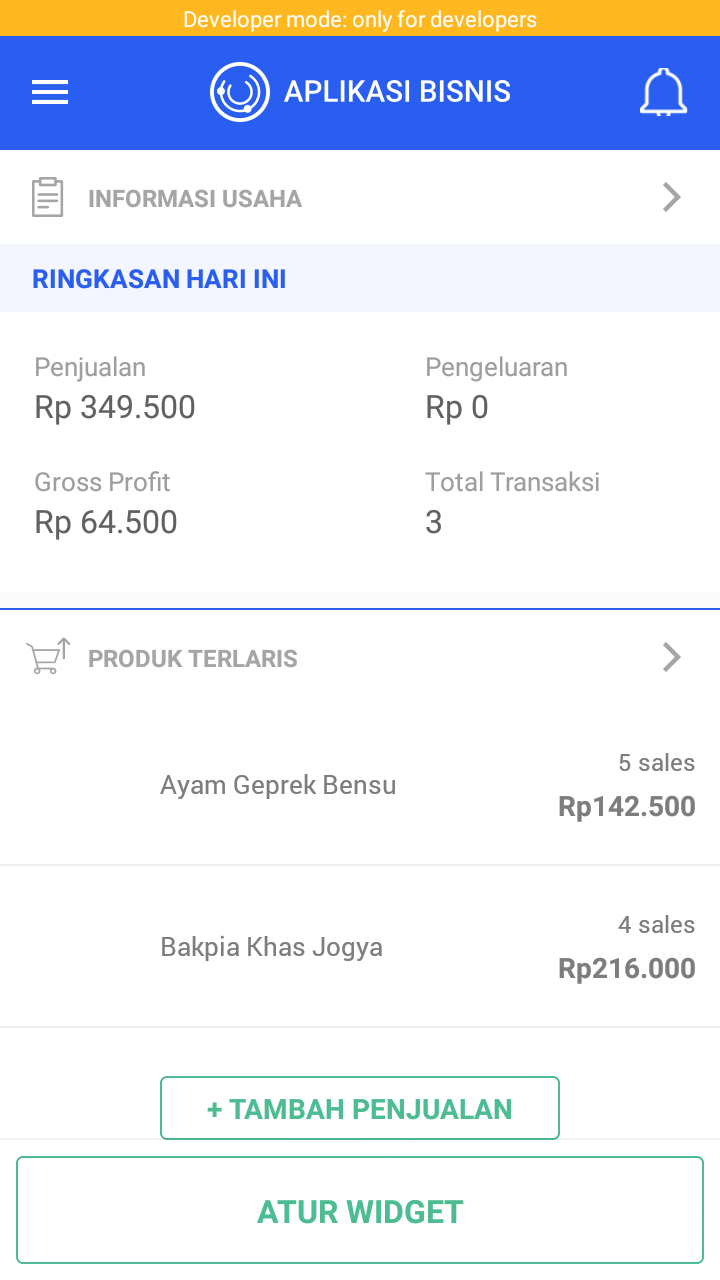 Developer mode: only for developers
APLIKASI BISNIS
INFORMASI USAHA
RINGKASAN HARI INI
Penjualan
Rp 349.500
Pengeluaran
Rp 0
Gross Profit
Rp 64.500
Total Transaksi
3
PRODUK TERLARIS
Ayam Geprek Bensu
5 sales
Rp142.500
Bakpia Khas Jogya
4 sales
Rp216.000
+ TAMBAH PENJUALAN
ATUR WIDGET